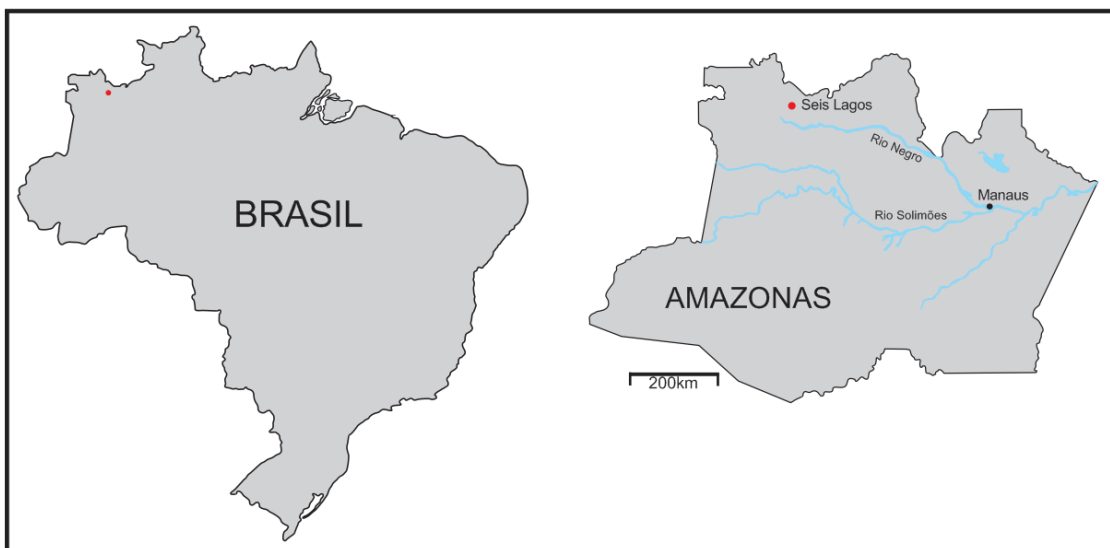 BRASIL
Seis Lagos
Rio Negro
Manaus
Rio Solimões
AMAZONAS
200km